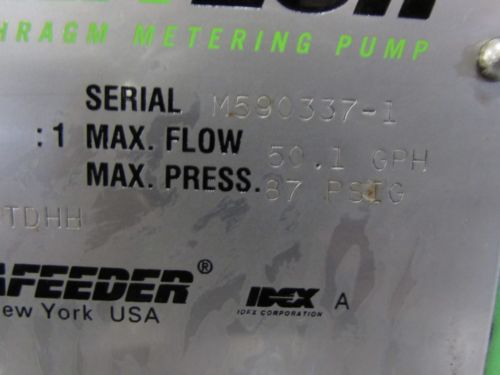 HRAGM METERING PUMP
SERIAL M590337-1
:1 MAX. FLOW 50.1 GPH
MAX. PRESS. 87 PSIG
TDHH
AFEEDER®
ew York USA
IDEX A
IDEX CORPORATION